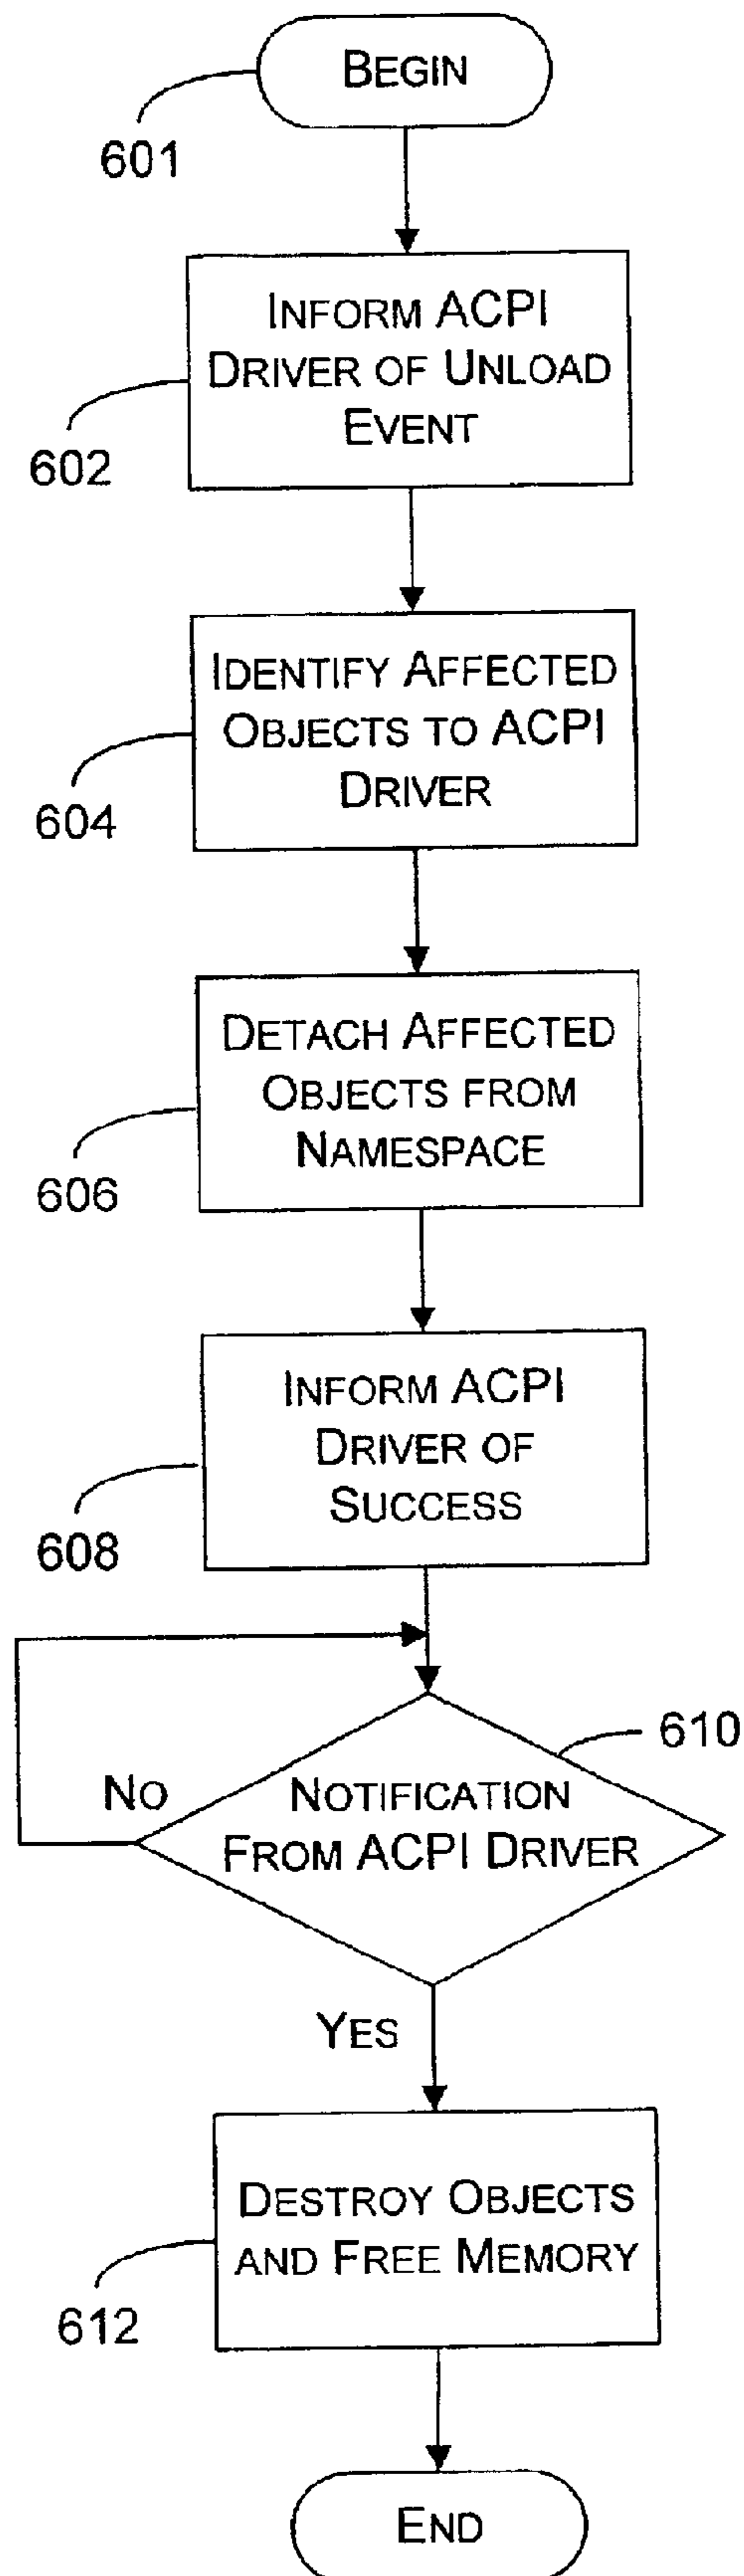 BEGIN
601
INFORM ACPI
DRIVER OF UNLOAD
EVENT
602
IDENTIFY AFFECTED
OBJECTS TO ACPI
DRIVER
604
DETACH AFFECTED
OBJECTS FROM
NAMESPACE
606
INFORM ACPI
DRIVER OF
SUCCESS
608
610
NO
NOTIFICATION
FROM ACPI DRIVER
YES
DESTROY OBJECTS
AND FREE MEMORY
612
END